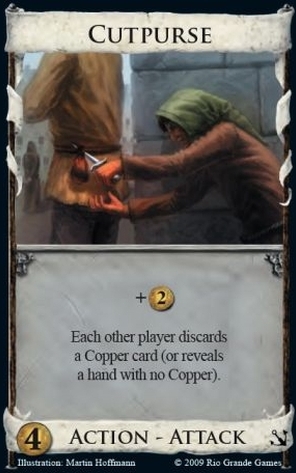 CUTPURSE
+ 2
Each other player discards
a Copper card (or reveals
a hand with no Copper).
4 ACTION - ATTACK
Illustration: Martin Hoffmann © 2009 Rio Grande Games